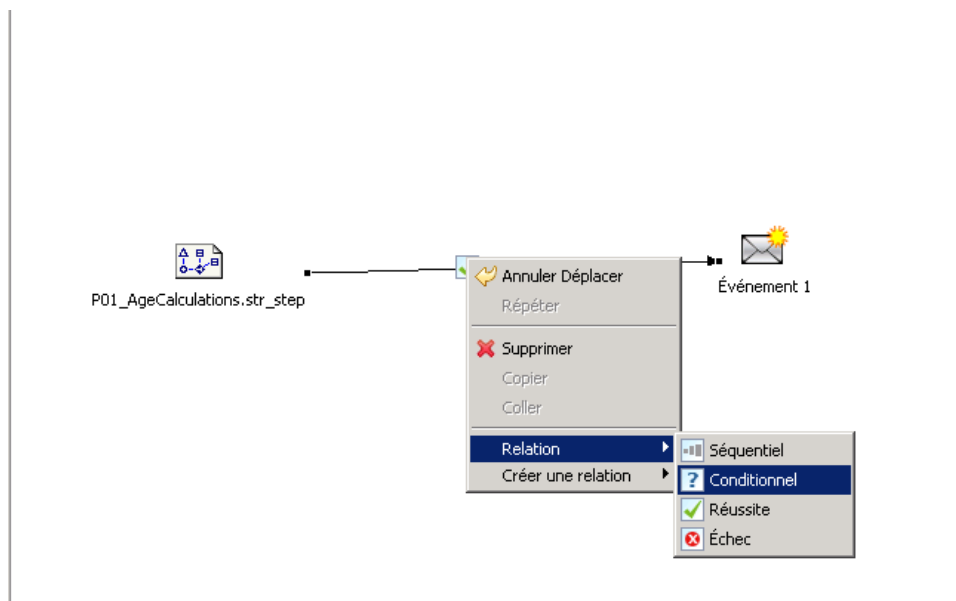 P01_AgeCalculations.str_step
Événement 1
Annuler Déplacer
Répéter
Supprimer
Copier
Coller
Relation
Créer une relation
Séquentiel
Conditionnel
Réussite
Échec